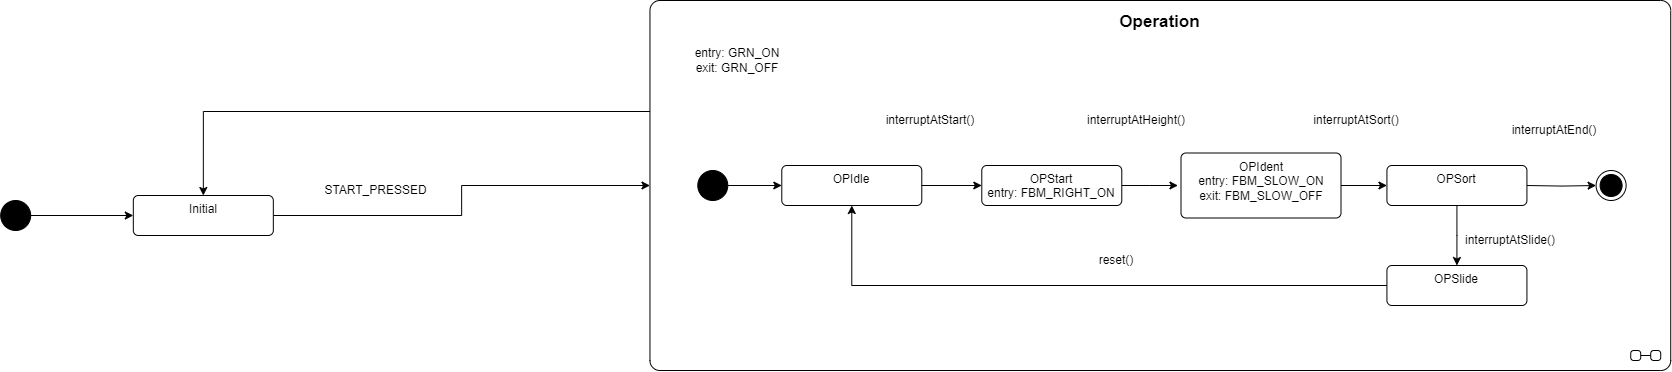 Operation
entry: GRN_ON
exit: GRN_OFF
interruptAtStart()
interruptAtHeight()
interruptAtSort()
interruptAtEnd()
START_PRESSED
Initial
OPIdle
OPStart
entry: FBM_RIGHT_ON
OPIdent
entry: FBM_SLOW_ON
exit: FBM_SLOW_OFF
OPSort
interruptAtSlide()
reset()
OPSlide